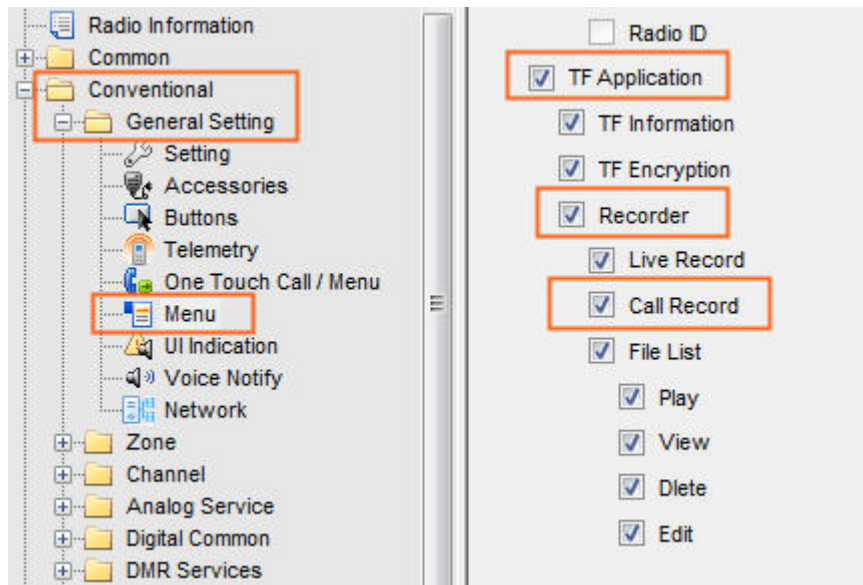 Radio Information
Common
Conventional
General Setting
Setting
Accessories
Buttons
Telemetry
One Touch Call / Menu
Menu
UI Indication
Voice Notify
Network
Zone
Channel
Analog Service
Digital Common
DMR Services
Radio ID
TF Application
TF Information
TF Encryption
Recorder
Live Record
Call Record
File List
Play
View
Dlete
Edit